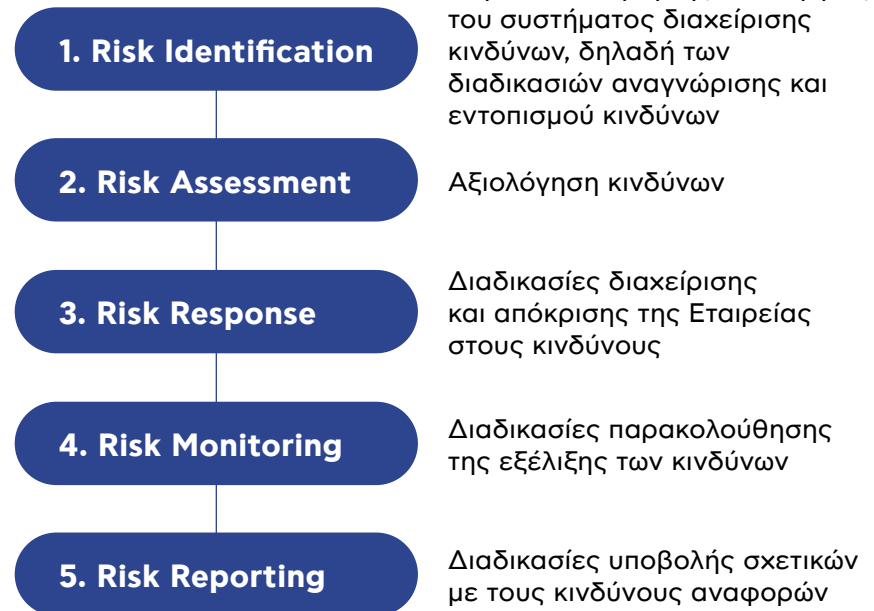 1. Risk Identification
του συστήματος διαχείρισης
κινδύνων, δηλαδή των
διαδικασιών αναγνώρισης και
εντοπισμού κινδύνων
2. Risk Assessment
Αξιολόγηση κινδύνων
3. Risk Response
Διαδικασίες διαχείρισης
και απόκρισης της Εταιρείας
στους κινδύνους
4. Risk Monitoring
Διαδικασίες παρακολούθησης
της εξέλιξης των κινδύνων
5. Risk Reporting
Διαδικασίες υποβολής σχετικών
με τους κινδύνους αναφορών